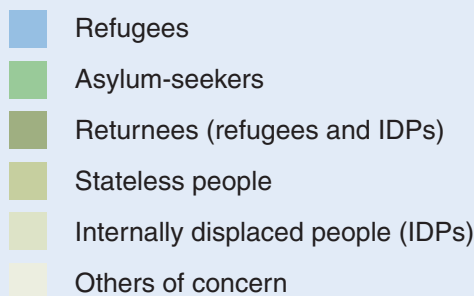 Refugees
Asylum-seekers
Returnees (refugees and IDPs)
Stateless people
Internally displaced people (IDPs)
Others of concern